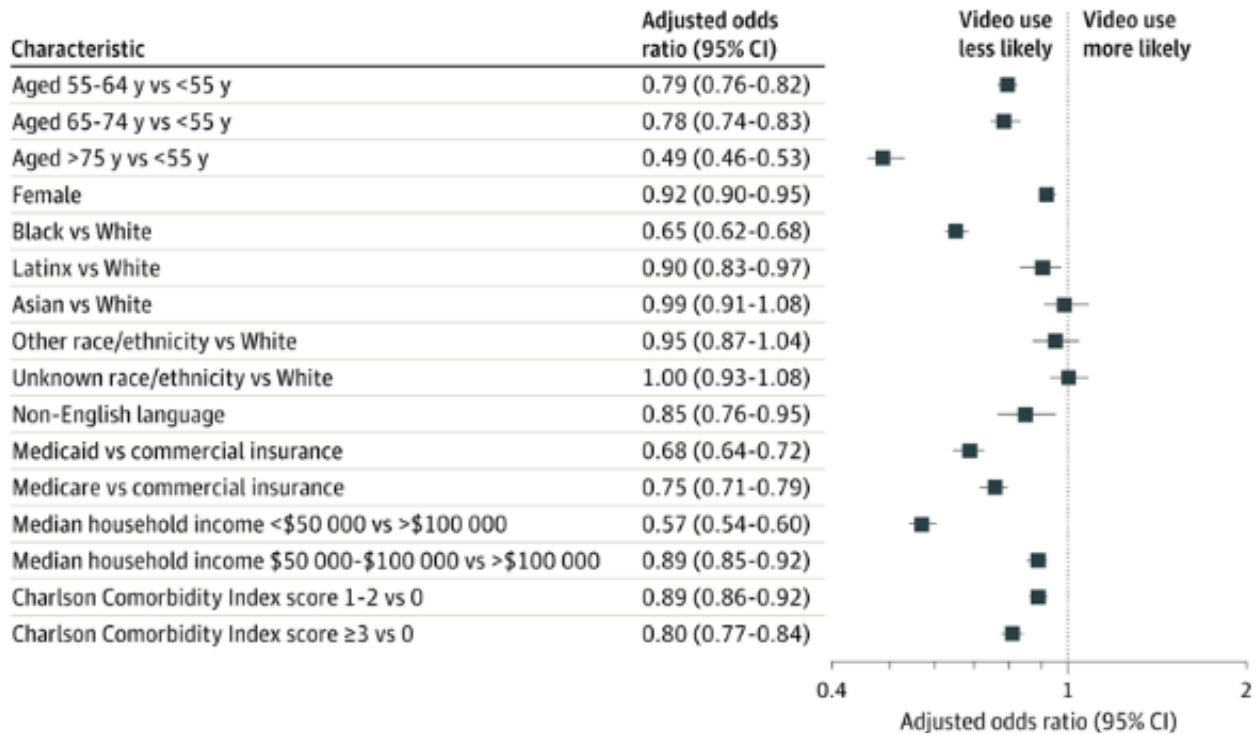 Adjusted odds Video use Video use
Characteristic ratio (95% CI) less likely more likely
Aged 55-64 y vs <55 y 0.79 (0.76-0.82)
Aged 65-74 y vs <55 y 0.78 (0.74-0.83)
Aged >75 y vs <55 y 0.49 (0.46-0.53)
Female 0.92 (0.90-0.95)
Black vs White 0.65 (0.62-0.68)
Latinx vs White 0.90 (0.83-0.97)
Asian vs White 0.99 (0.91-1.08)
Other race/ethnicity vs White 0.95 (0.87-1.04)
Unknown race/ethnicity vs White 1.00 (0.93-1.08)
Non-English language 0.85 (0.76-0.95)
Medicaid vs commercial insurance 0.68 (0.64-0.72)
Medicare vs commercial insurance 0.75 (0.71-0.79)
Median household income <$50 000 vs >$100 000 0.57 (0.54-0.60)
Median household income $50 000-$100 000 vs >$100 000 0.89 (0.85-0.92)
Charlson Comorbidity Index score 1-2 vs 0 0.89 (0.86-0.92)
Charlson Comorbidity Index score ≥3 vs 0 0.80 (0.77-0.84)
0.4 1 2
Adjusted odds ratio (95% CI)